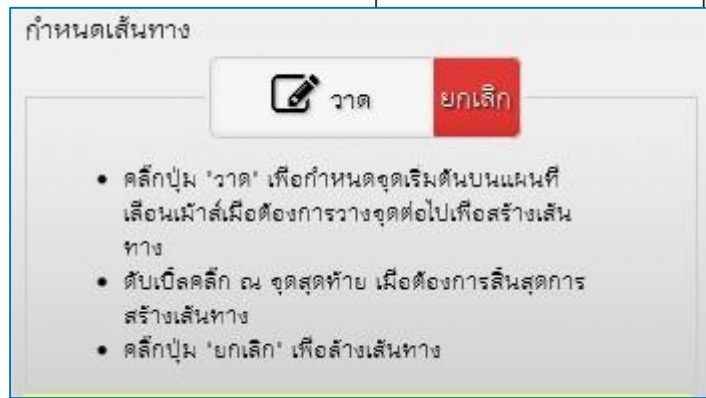 กำหนดเส้นทาง
วาด ยกเลิก
• คลิ๊กปุ่ม 'วาด' เพื่อกำหนดจุดเริ่มต้นบนแผนที่
เลือนเม้าส์เมื่อต้องการวางจุดต่อไปเพื่อสร้างเส้น
ทาง
• ดับเบิ้ลคลิ๊ก ณ จุดสุดท้าย เมื่อต้องการสิ้นสุดการ
สร้างเส้นทาง
• คลิ๊กปุ่ม 'ยกเลิก' เพื่อล้างเส้นทาง